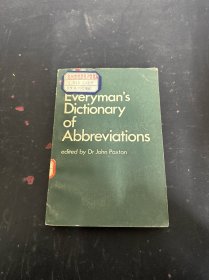 Everyman's
Dictionary
of
Abbreviations
edited by Dr John Paxton